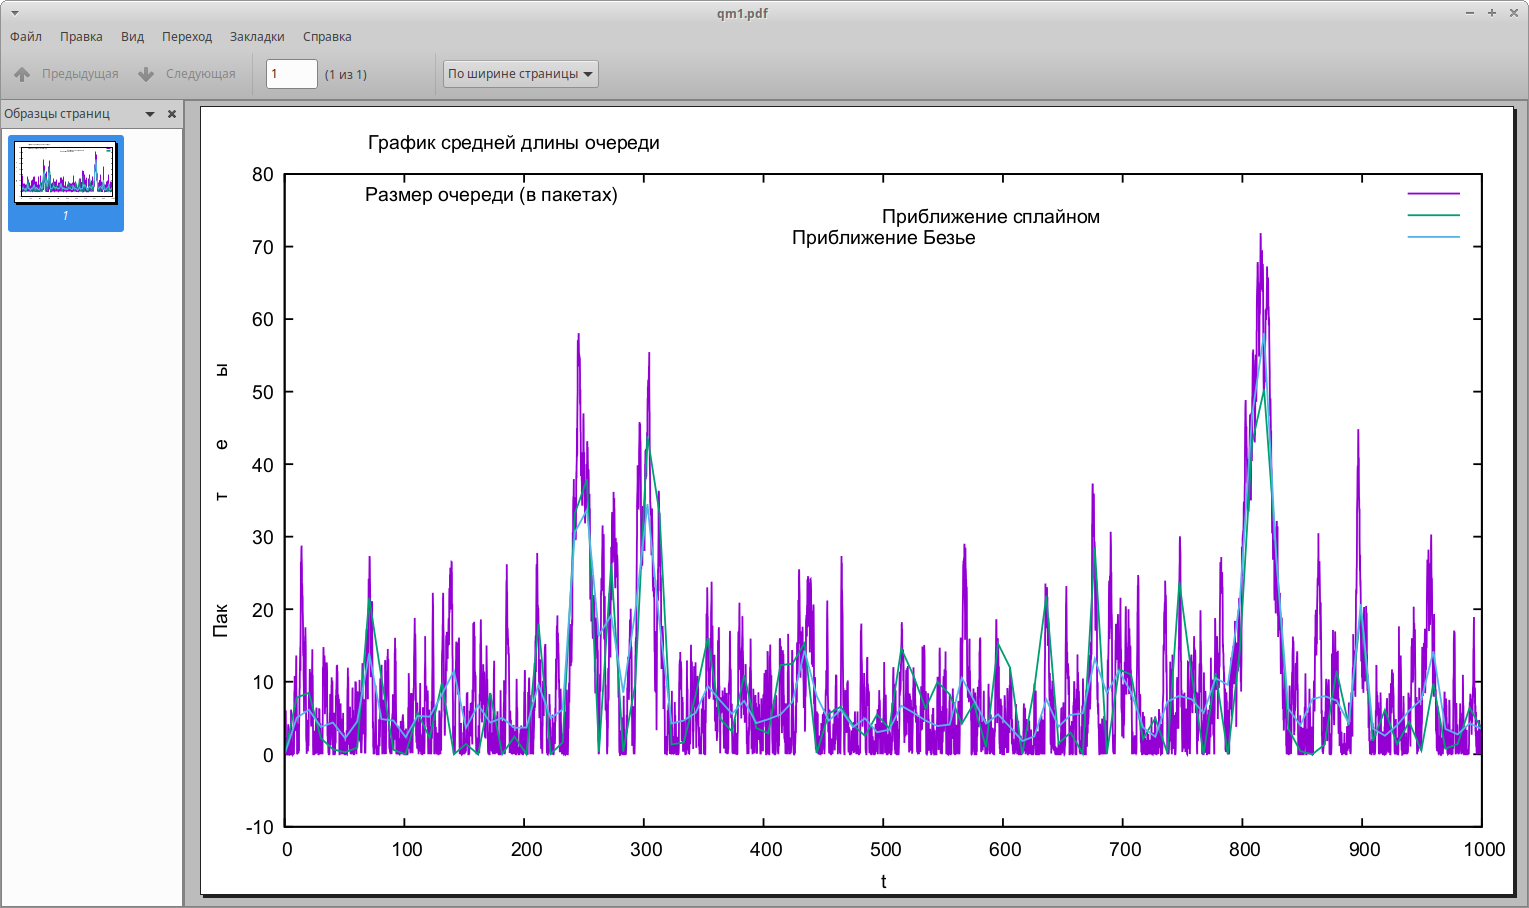 qm1.pdf
Файл Правка Вид Переход Закладки Справка
Предыдущая Следующая 1 (1 из 1) По ширине страницы
Образцы страниц
1
График средней длины очереди
Размер очереди (в пакетах)
Приближение сплайном
Приближение Безье
80
70
60
50
40
30
20
10
0
-10
Пак т е ы
0 100 200 300 400 500 600 700 800 900 1000
t